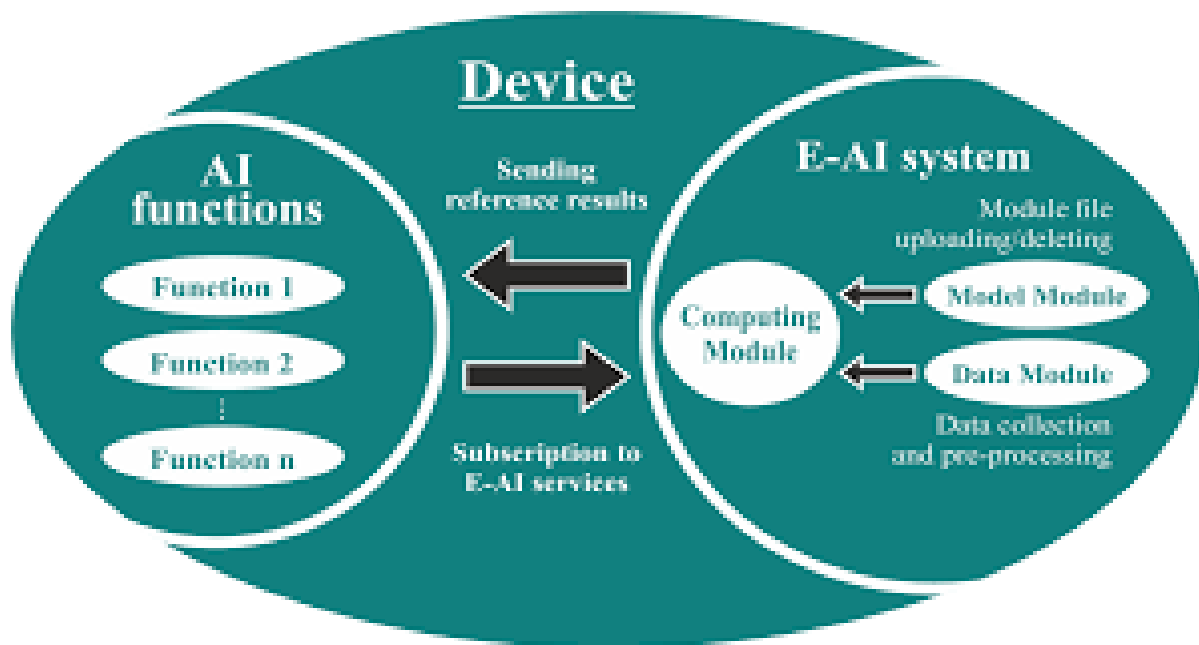 Device
AI
functions
Function 1
Function 2
Function n
Sending
reference results
Subscription to
E-AI services
E-AI system
Module file
uploading/deleting
Computing
Module
Model Module
Data Module
Data collection
and pre-processing